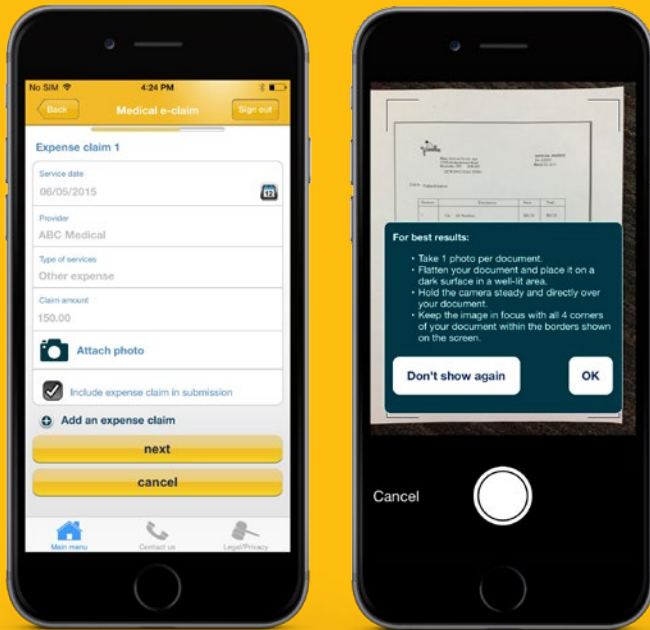 No SIM 4:24 PM
Back Medical e-claim Sign out
Expense claim 1
Service date
06/05/2015
12
Provider
ABC Medical
Type of services
Other expense
Claim amount
150.00
Attach photo
Include expense claim in submission
Add an expense claim
next
cancel
Main menu Contact us Legal/Privacy
Description
For best results:
• Take 1 photo per document.
• Flatten your document and place it on a
dark surface in a well-lit area.
• Hold the camera steady and directly over
your document.
• Keep the image in focus with all 4 corners
of your document within the borders shown
on the screen.
Don't show again OK
Cancel